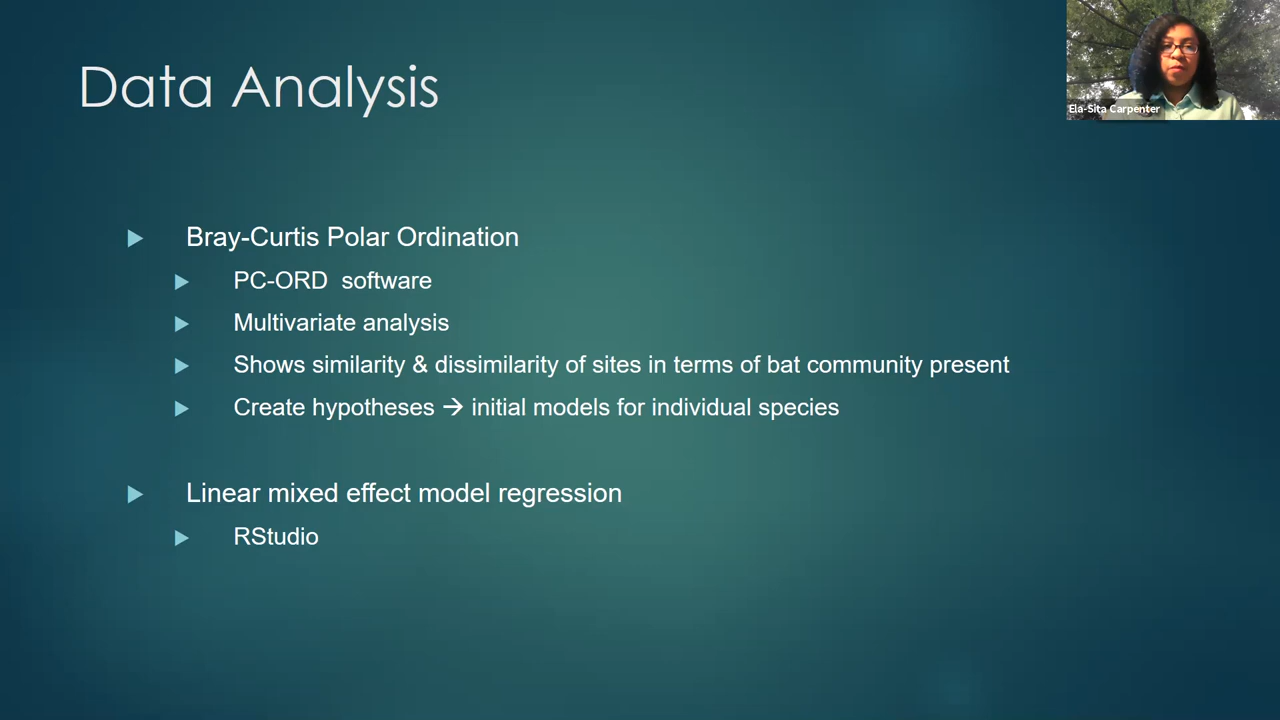 Data Analysis
Ela-Sita Carpenter
Bray-Curtis Polar Ordination
PC-ORD software
Multivariate analysis
Shows similarity & dissimilarity of sites in terms of bat community present
Create hypotheses → initial models for individual species
Linear mixed effect model regression
RStudio